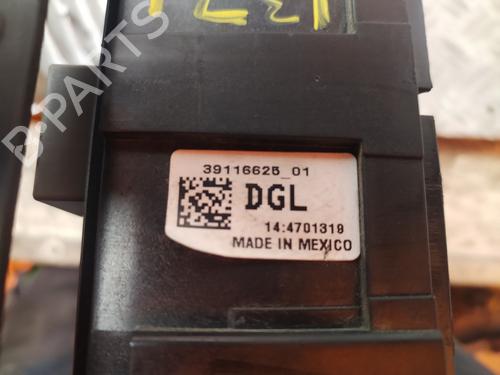 B-PARTS
39116625_01
DGL
14:4701319
MADE IN MEXICO